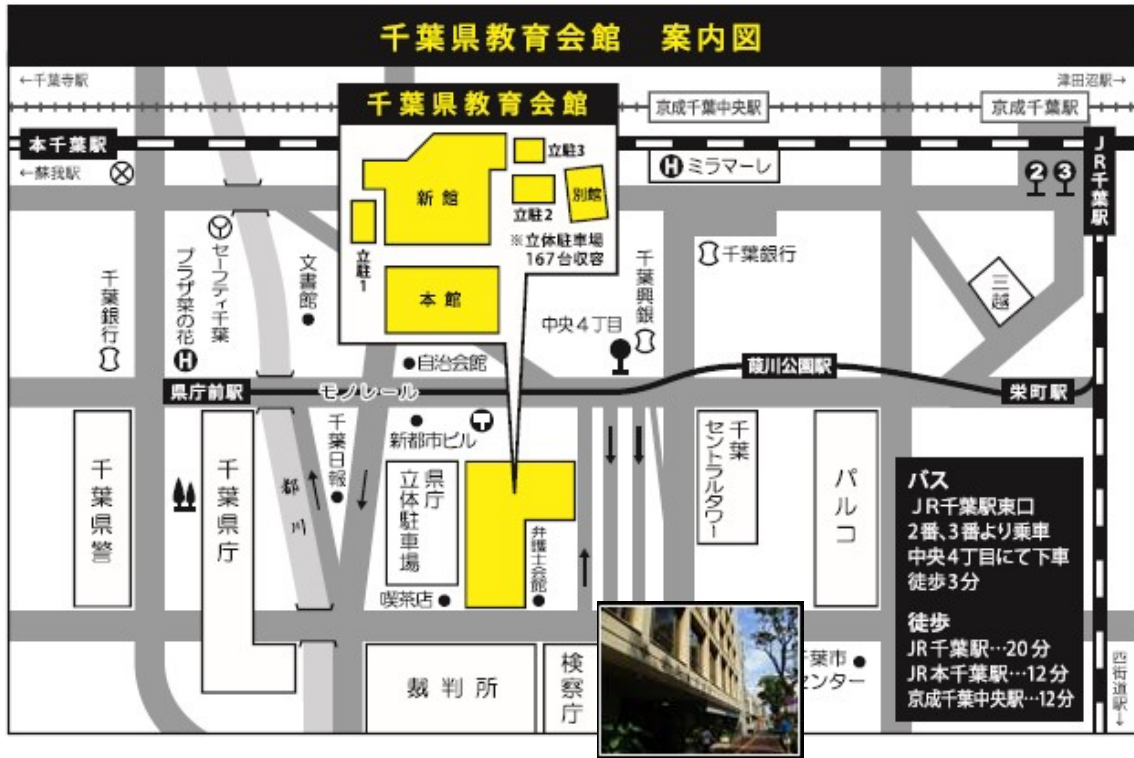 千葉県教育会館 案内図
←千葉寺駅
津田沼駅→
千葉県教育会館
京成千葉中央駅
京成千葉駅
本千葉駅
JR千葉駅
←蘇我駅
新館
立駐3
立駐2
別館
立駐1
※立体駐車場
167台収容
本館
H ミラマーレ
2
3
セーフティ千葉
プラザ菜の花
H
千葉銀行
文書館
千葉興銀
千葉銀行
三越
中央4丁目
自治会館
県庁前駅
モノレール
葭川公園駅
栄町駅
新都市ビル
千葉日報
都川
千葉県警
千葉県庁
県庁
立体駐車場
弁護士会館
喫茶店
千葉
セントラルタワー
パルコ
バス
JR千葉駅東口
2番、3番より乗車
中央4丁目にて下車
徒歩3分
徒歩
JR千葉駅…20分
JR本千葉駅…12分
京成千葉中央駅…12分
裁判所
検察庁
葉市
センター
四街道駅→